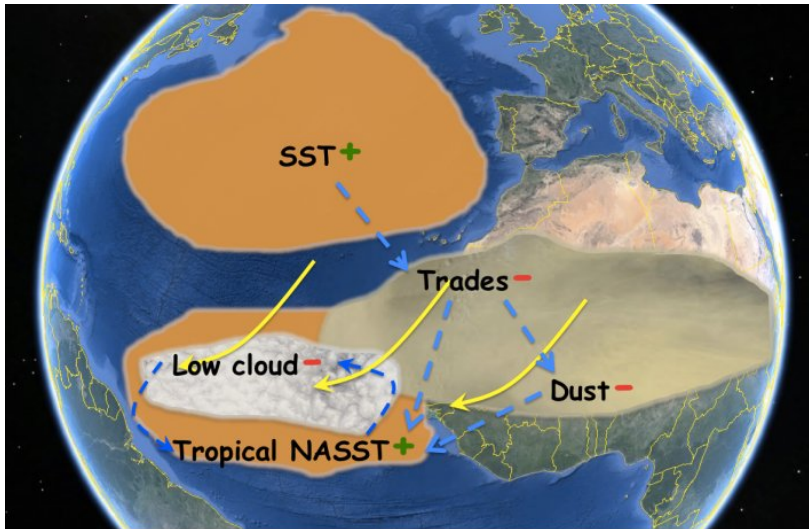 SST +
Trades -
Low cloud -
Dust -
Tropical NASST +